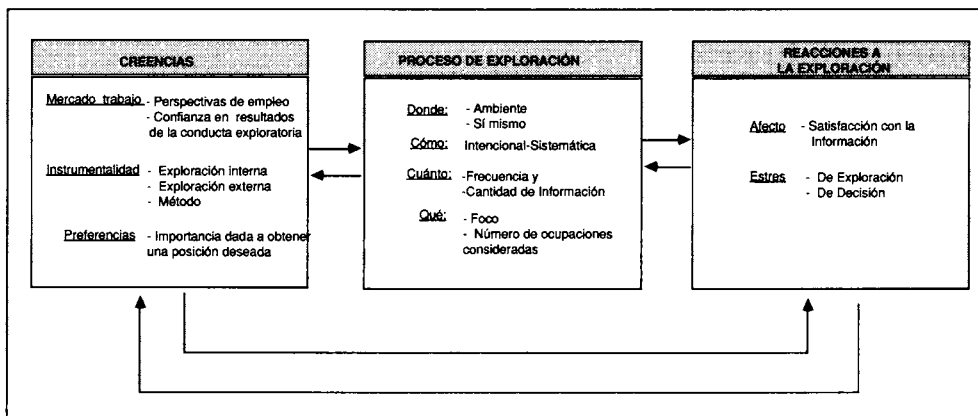 CREENCIAS
Mercado trabajo - Perspectivas de empleo
- Confianza en resultados
de la conducta exploratoria
Instrumentalidad - Exploración interna
- Exploración externa
- Método
Preferencias - Importancia dada a obtener
una posición deseada
PROCESO DE EXPLORACIÓN
Donde: - Ambiente
- Sí mismo
Cómo: Intencional-Sistemática
Cuánto: -Frecuencia y
-Cantidad de Información
Qué: - Foco
- Número de ocupaciones
consideradas
REACCIONES A
LA EXPLORACIÓN
Afecto - Satisfacción con la
Información
Estres - De Exploración
- De Decisión